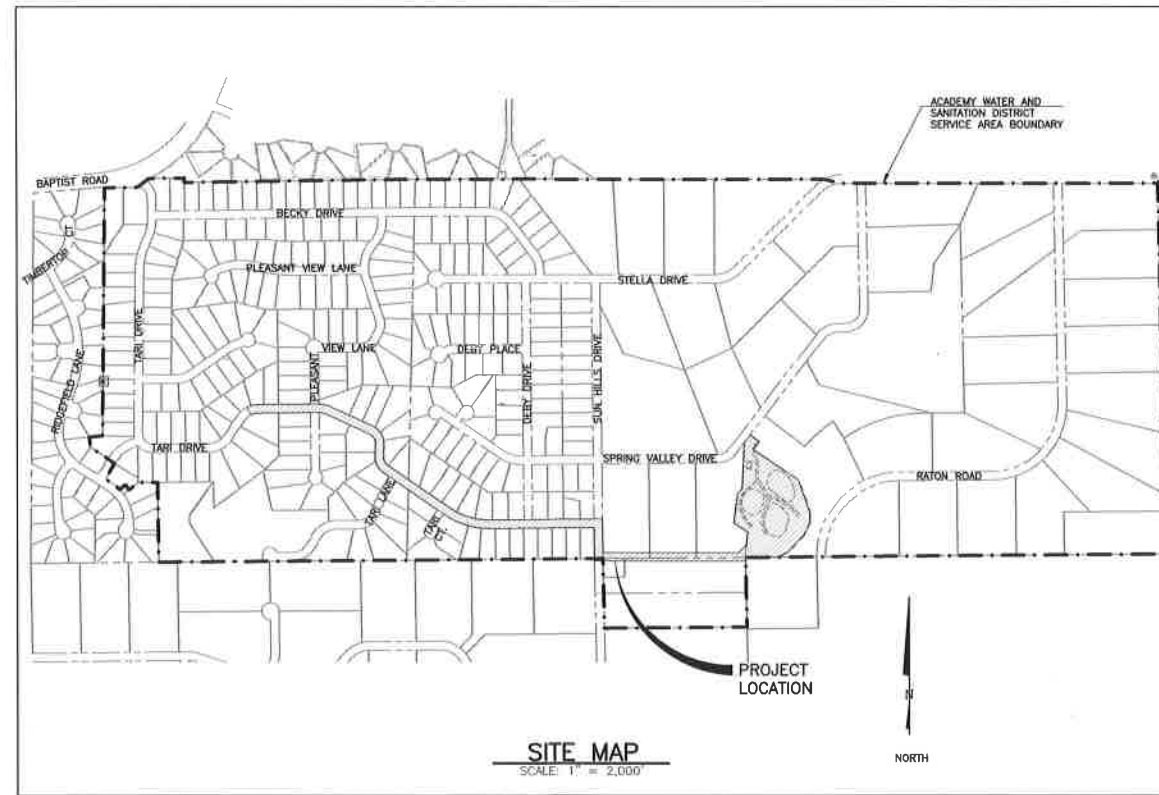 ACADEMY WATER AND
SANITATION DISTRICT
SERVICE AREA BOUNDARY
BAPTIST ROAD
BECKY DRIVE
TIMBERTOP CT
PLEASANT VIEW LANE
STELLA DRIVE
TARI DRIVE
PLEASANT
VIEW LANE
DEBY PLACE
DEBY DRIVE
SUN HILLS DRIVE
RIDGEFIELD LANE
TARI DRIVE
SPRING VALLEY DRIVE
RATON ROAD
TARI LANE
TARI
CT.
PROJECT
LOCATION
N
NORTH
SITE MAP
SCALE: 1" = 2,000'